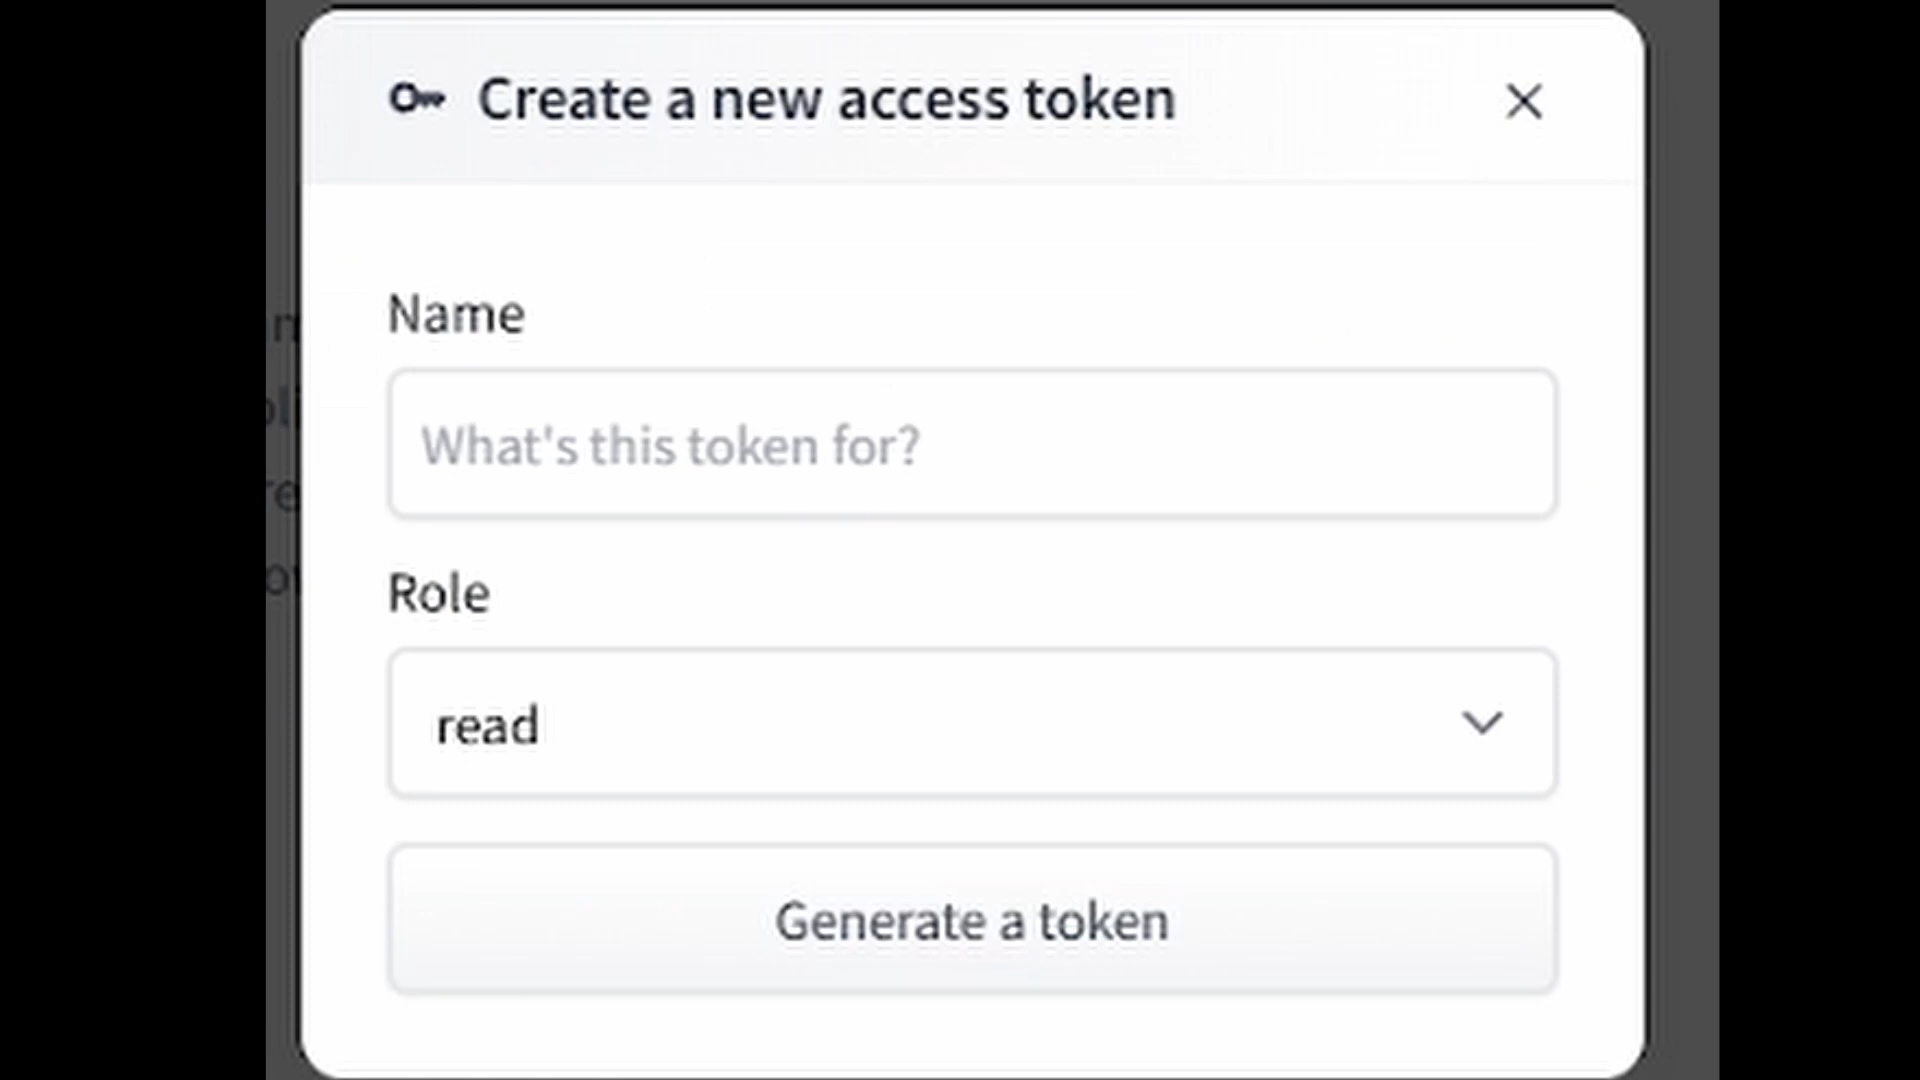 Create a new access token
Name
What's this token for?
Role
read
Generate a token